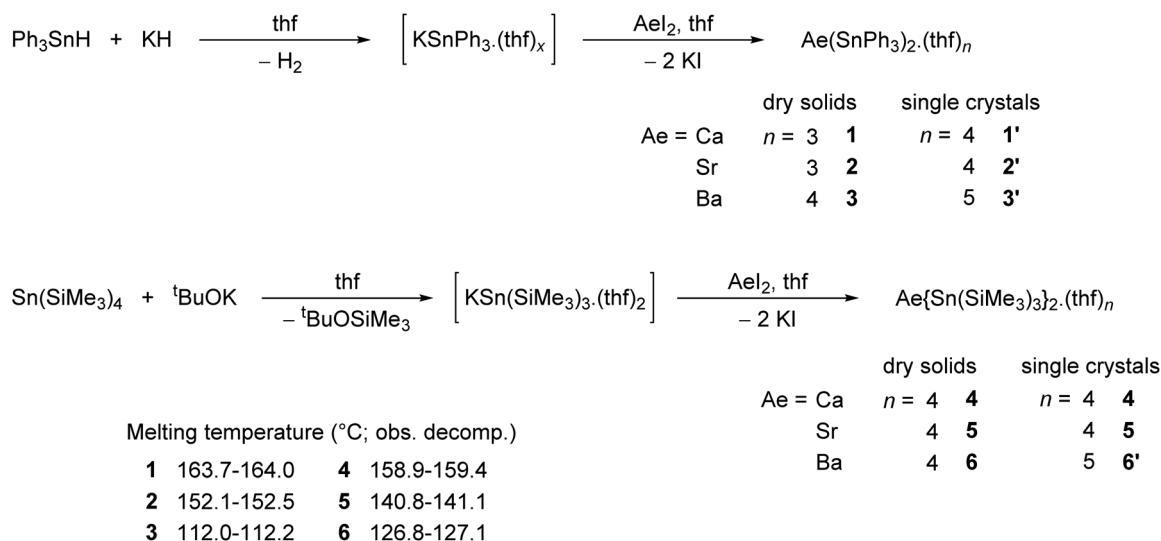 thf thf
Ph₃SnH + KH AeI₂, thf [KSnPh₃.(thf)ₓ] Ae(SnPh₃)₂.(thf)ₙ
– H₂ – 2 KI
dry solids single crystals
Ae = Ca n = 3 1 n = 4 1'
Sr 3 2 4 2'
Ba 4 3 5 3'
thf AeI₂, thf
Sn(SiMe₃)₄ + ᵗBuOK [KSn(SiMe₃)₃.(thf)₂] Ae{Sn(SiMe₃)₃}₂.(thf)ₙ
– ᵗBuOSiMe₃ – 2 KI
dry solids single crystals
Ae = Ca n = 4 4 n = 4 4
Sr 4 5 4 5
Ba 4 6 5 6'
Melting temperature (°C; obs. decomp.)
1 163.7-164.0 4 158.9-159.4
2 152.1-152.5 5 140.8-141.1
3 112.0-112.2 6 126.8-127.1